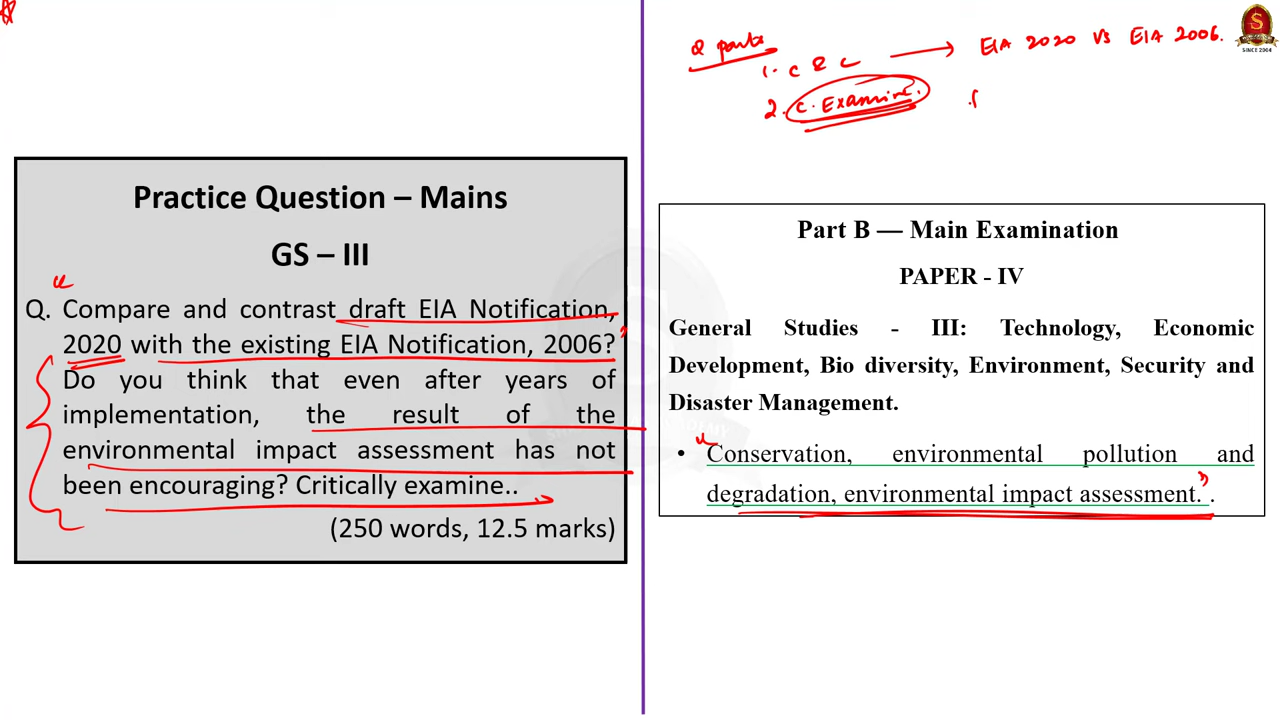 2 parts
1. C & C → EIA 2020 vs EIA 2006.
2. C. Examine.
SINCE 2004
Practice Question – Mains
GS – III
Q. Compare and contrast draft EIA Notification,
2020 with the existing EIA Notification, 2006?
Do you think that even after years of
implementation, the result of the
environmental impact assessment has not
been encouraging? Critically examine..
(250 words, 12.5 marks)
Part B — Main Examination
PAPER - IV
General Studies - III: Technology, Economic
Development, Bio diversity, Environment, Security and
Disaster Management.
• Conservation, environmental pollution and
degradation, environmental impact assessment. .